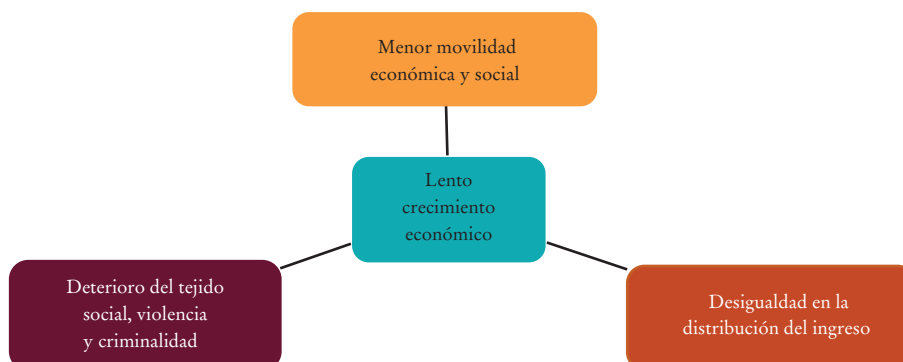 Menor movilidad
económica y social
Lento
crecimiento
económico
Deterioro del tejido
social, violencia
y criminalidad
Desigualdad en la
distribución del ingreso